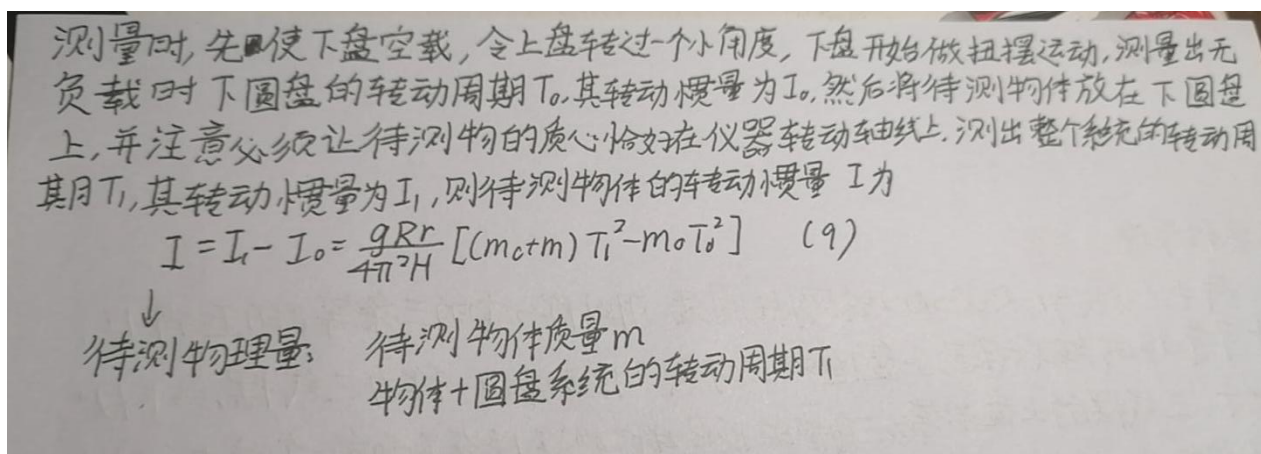 测量时,先使下盘空载,令上盘转过一个小角度,下盘开始做扭摆运动,测量出无
负载时下圆盘的转动周期T₀,其转动惯量为I₀,然后将待测物体放在下圆盘
上,并注意必须让待测物的质心恰好在仪器转动轴线上.测出整个系统的转动周
期T₁,其转动惯量为I₁,则待测物体的转动惯量 I为
I = I₁ - I₀ = \frac{gRr}{4π²H} [(m₀+m) T₁² - m₀T₀²] (9)
↓
待测物理量: 待测物体质量m
物体+圆盘系统的转动周期T₁